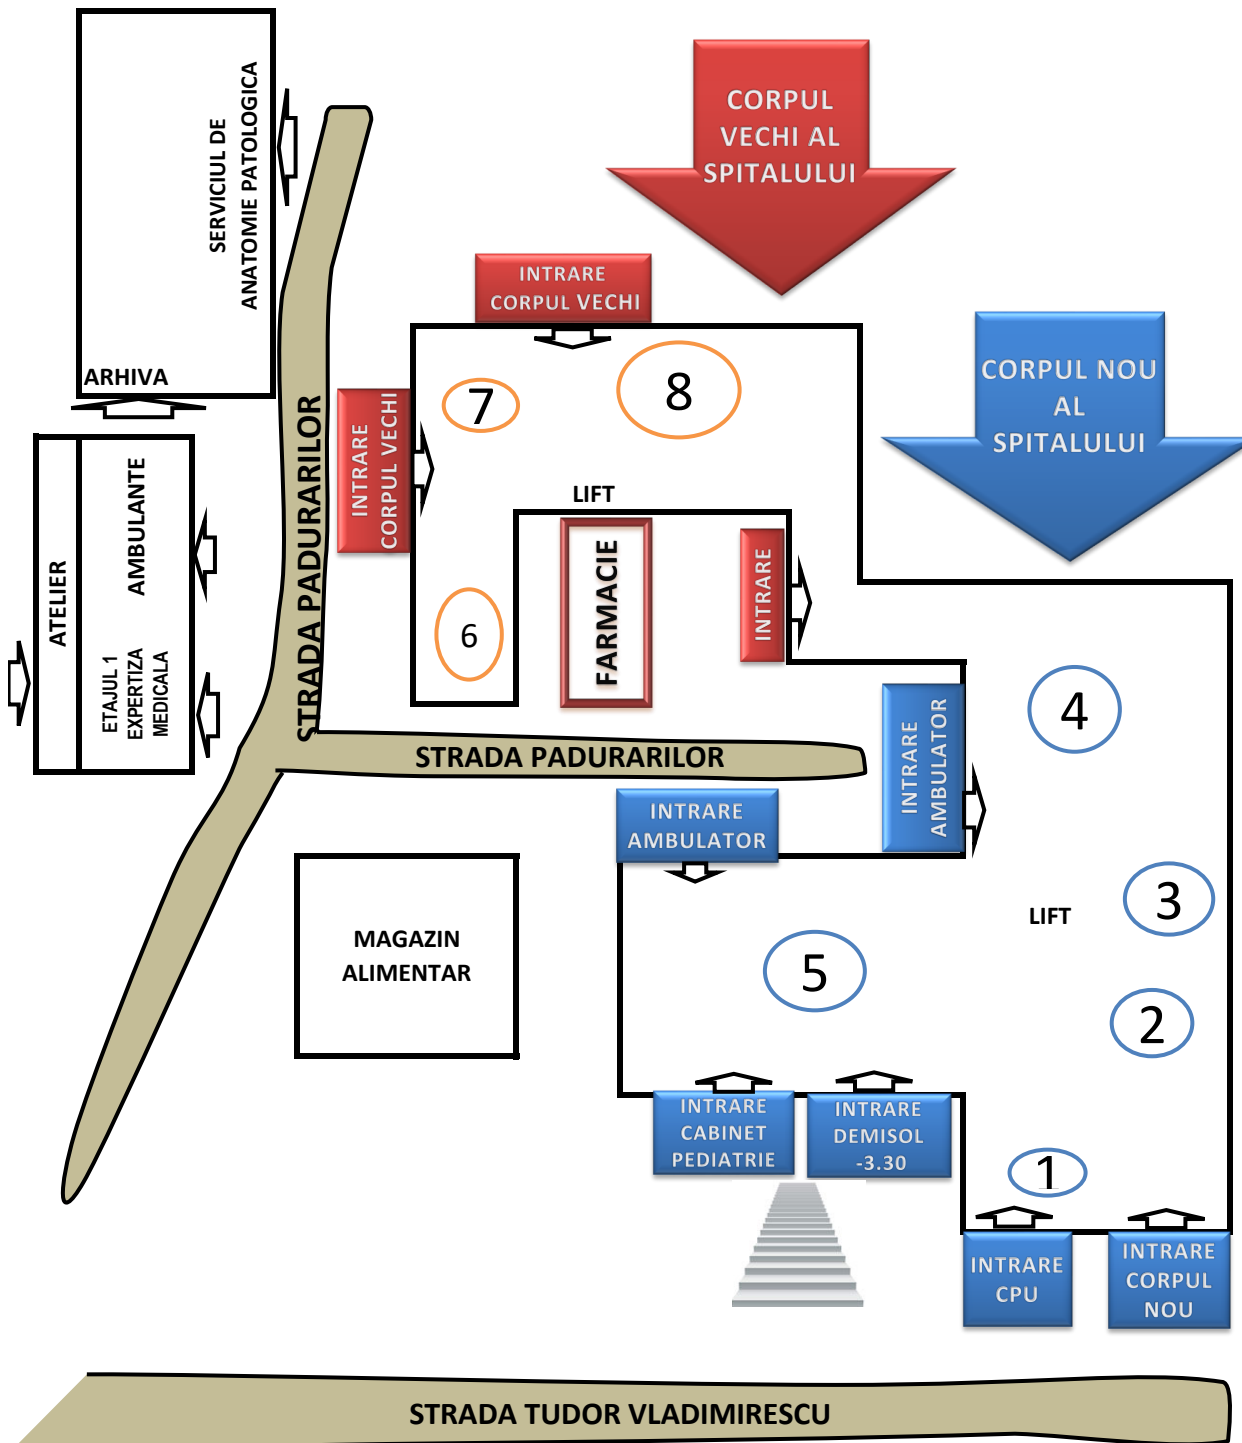 SERVICIUL DE
ANATOMIE PATOLOGICA
ARHIVA
CORPUL
VECHI AL
SPITALULUI
INTRARE
CORPUL VECHI
CORPUL NOU
AL
SPITALULUI
7
8
INTRARE
CORPUL VECHI
STRADA PADURARILOR
ATELIER
AMBULANTE
ETAJUL 1
EXPERTIZA
MEDICALA
LIFT
FARMACIE
INTRARE
6
4
INTRARE
AMBULATOR
STRADA PADURARILOR
INTRARE
AMBULATOR
MAGAZIN
ALIMENTAR
3
LIFT
5
2
INTRARE
CABINET
PEDIATRIE
INTRARE
DEMISOL
-3.30
1
INTRARE
CPU
INTRARE
CORPUL
NOU
STRADA TUDOR VLADIMIRESCU